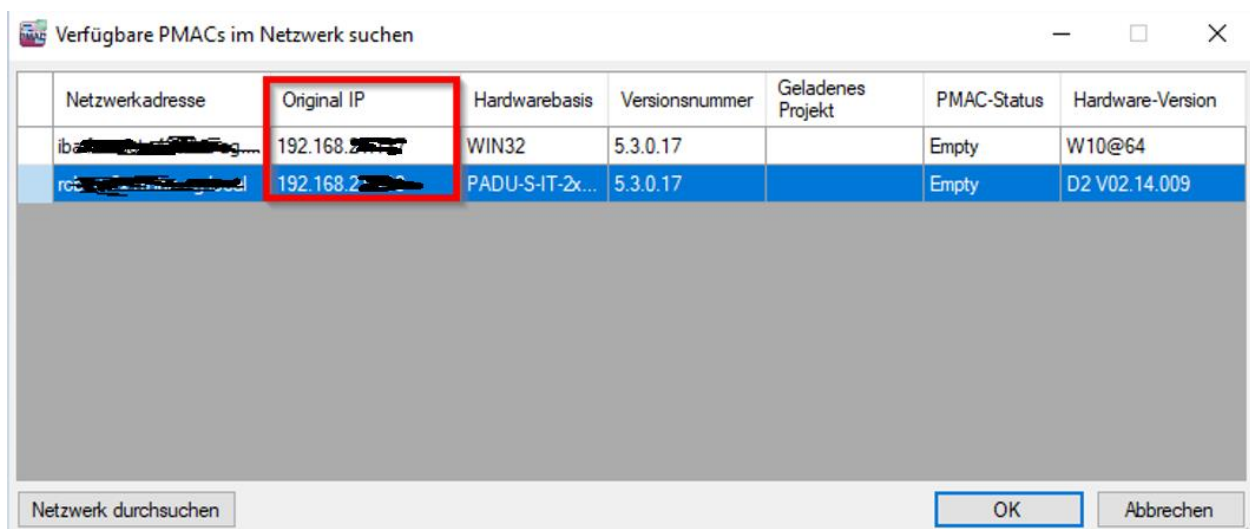 Verfügbare PMACs im Netzwerk suchen
Netzwerkadresse Original IP Hardwarebasis Versionsnummer Geladenes Projekt PMAC-Status Hardware-Version
192.168. WIN32 5.3.0.17 Empty W10@64
192.168.2 PADU-S-IT-2x... 5.3.0.17 Empty D2 V02.14.009
Netzwerk durchsuchen OK Abbrechen